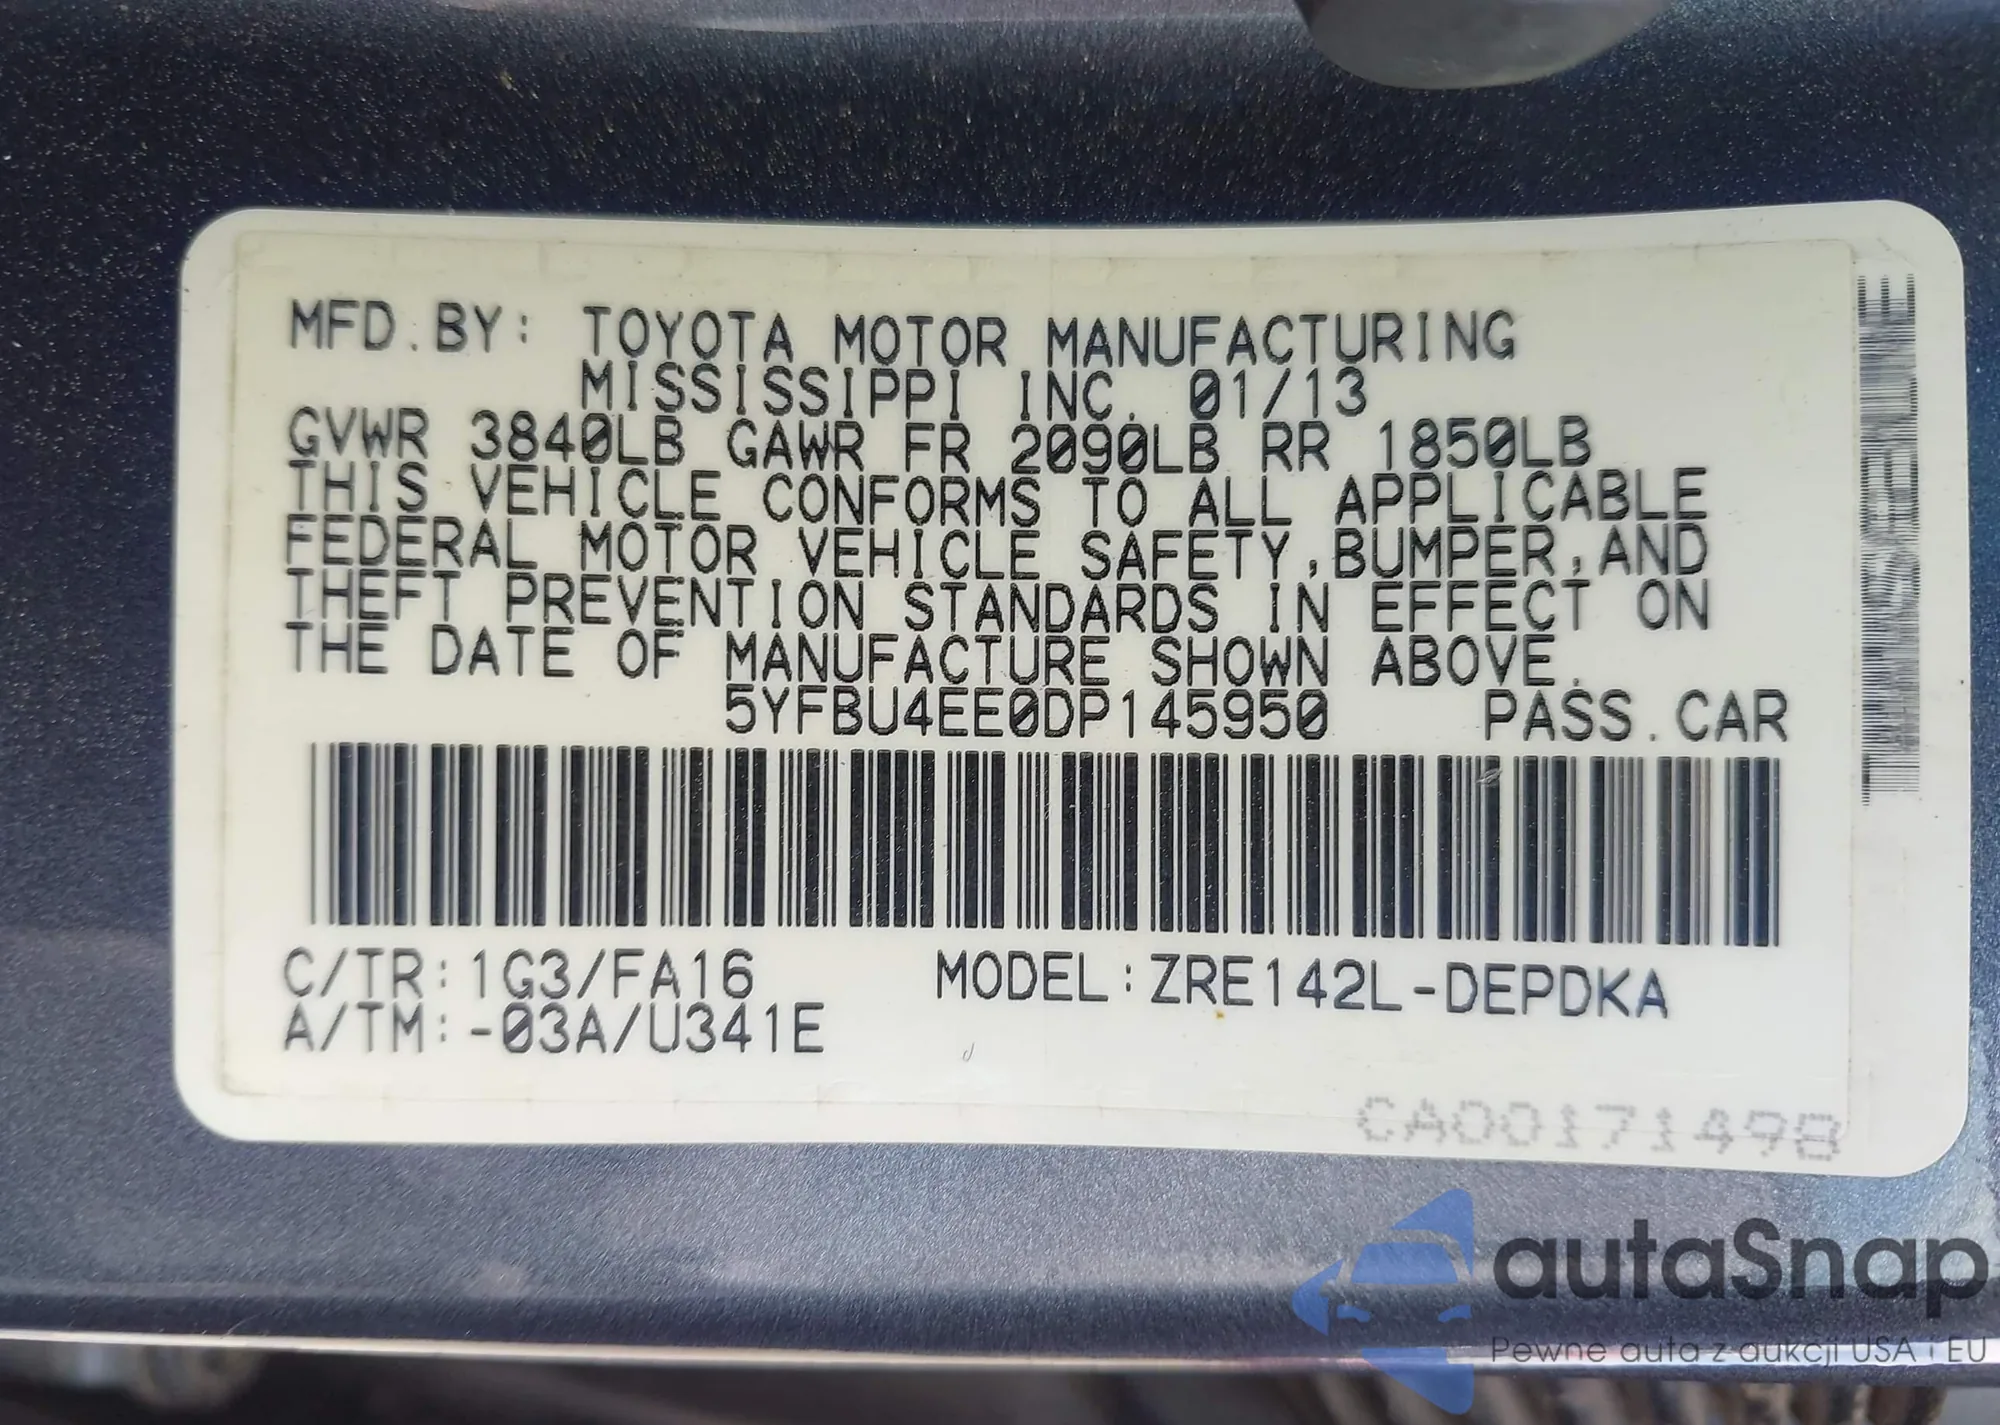 MFD.BY: TOYOTA MOTOR MANUFACTURING
MISSISSIPPI INC. 01/13
GVWR 3840LB GAWR FR 2090LB RR 1850LB
THIS VEHICLE CONFORMS TO ALL APPLICABLE
FEDERAL MOTOR VEHICLE SAFETY,BUMPER,AND
THEFT PREVENTION STANDARDS IN EFFECT ON
THE DATE OF MANUFACTURE SHOWN ABOVE.
5YFBU4EE0DP145950 PASS.CAR
C/TR:1G3/FA16 MODEL:ZRE142L-DEPDKA
A/TM:-03A/U341E
CA00171498
autaSnap
Pewne auta z aukcji USA i EU